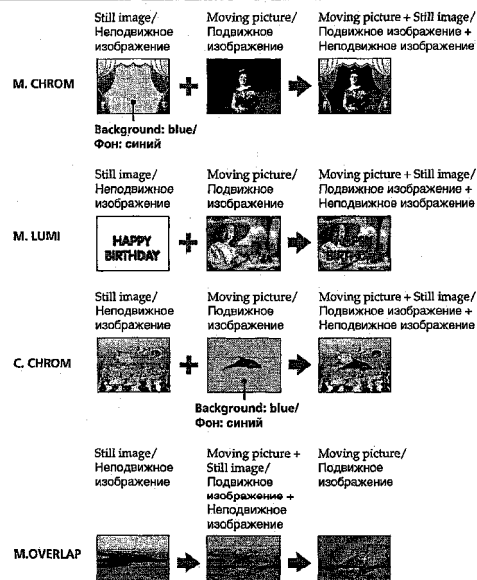 Still image/
Неподвижное
изображение
Moving picture/
Подвижное
изображение
Moving picture + Still image/
Подвижное изображение +
Неподвижное изображение
M. CHROM
Background: blue/
Фон: синий
Still image/
Неподвижное
изображение
Moving picture/
Подвижное
изображение
Moving picture + Still image/
Подвижное изображение +
Неподвижное изображение
M. LUMI
HAPPY
BIRTHDAY
HAPPY
BIRTHDAY
Still image/
Неподвижное
изображение
Moving picture/
Подвижное
изображение
Moving picture + Still image/
Подвижное изображение +
Неподвижное изображение
C. CHROM
Background: blue/
Фон: синий
Still image/
Неподвижное
изображение
Moving picture +
Still image/
Подвижное
изображение +
Неподвижное
изображение
Moving picture/
Подвижное
изображение
M.OVERLAP